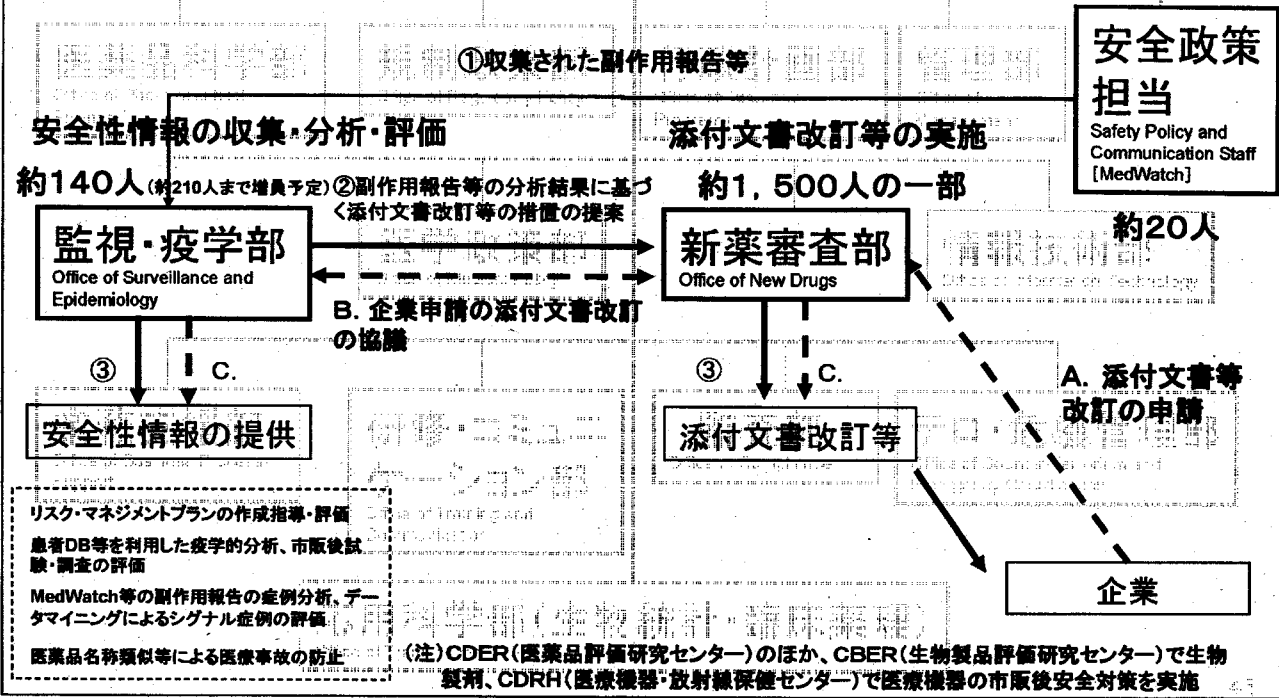 ①収集された副作用報告等
安全政策
担当
Safety Policy and
Communication Staff
[MedWatch]
約20人
安全性情報の収集・分析・評価
約140人(約210人まで増員予定)
②副作用報告等の分析結果に基づ
く添付文書改訂等の措置の提案
添付文書改訂等の実施
約1,500人の一部
監視・疫学部
Office of Surveillance and
Epidemiology
新薬審査部
Office of New Drugs
B. 企業申請の添付文書改訂
の協議
③
C.
③
C.
A. 添付文書等
改訂の申請
安全性情報の提供
添付文書改訂等
リスク・マネジメントプランの作成指導・評価
患者DB等を利用した疫学的分析、市販後試
験・調査の評価
MedWatch等の副作用報告の症例分析、デー
タマイニングによるシグナル症例の評価
医薬品名称類似等による医療事故の防止
企業
(注)CDER(医薬品評価研究センター)のほか、CBER(生物製品評価研究センター)で生物
製剤、CDRH(医療機器・放射線保健センター)で医療機器の市販後安全対策を実施
情報技術部
Office of Information Technology